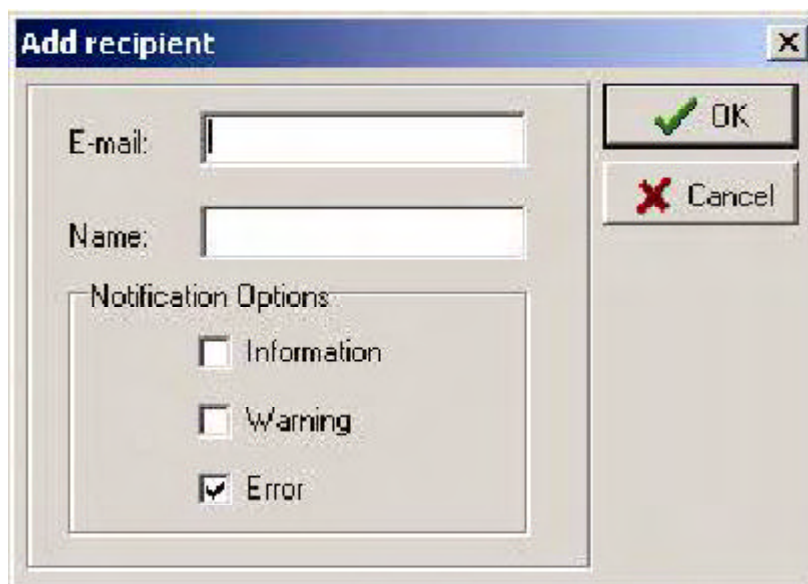 Add recipient
E-mail:
OK
Cancel
Name:
Notification Options
Information
Warning
Error